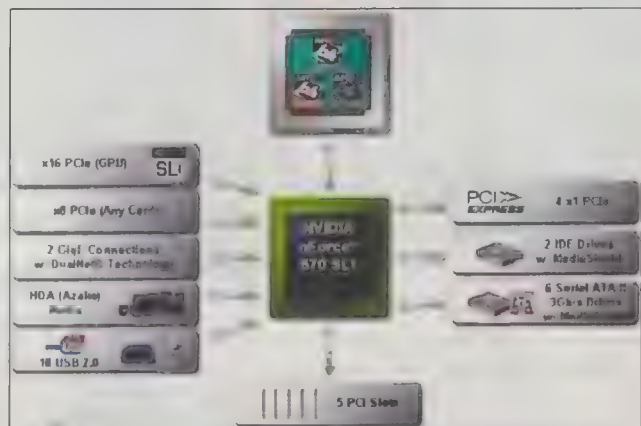 x16 PCIe (GPU)
SLI
x8 PCIe (Any Card)
2 GigE Connections
w/ DualNet® Technology
HDA (Azalia)
Audio
10 USB 2.0
NVIDIA
nForce
570 SLI
PCI
EXPRESS
4 x1 PCIe
2 IDE Drives
w/ MediaShield
6 Serial ATA II
3Gb/s Drives
5 PCI Slots